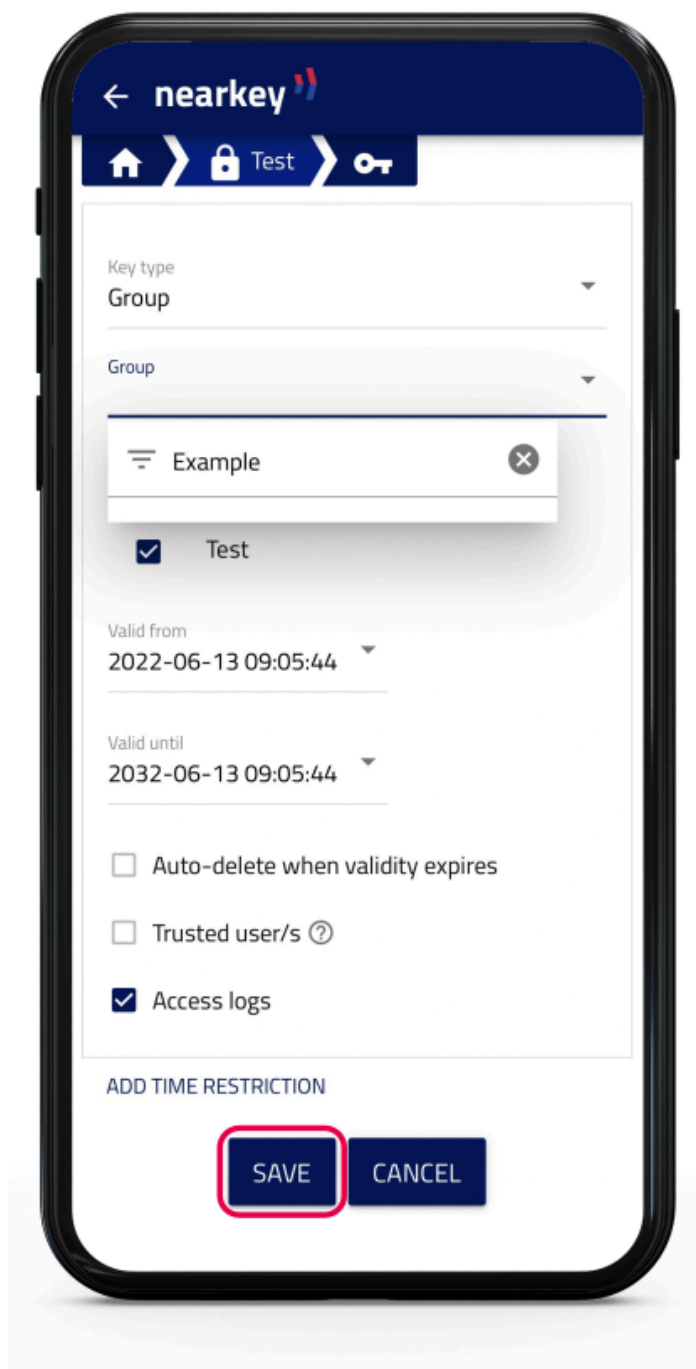 nearkey
Test
Key type
Group
Group
Example
Test
Valid from
2022-06-13 09:05:44
Valid until
2032-06-13 09:05:44
Auto-delete when validity expires
Trusted user/s ?
Access logs
ADD TIME RESTRICTION
SAVE CANCEL